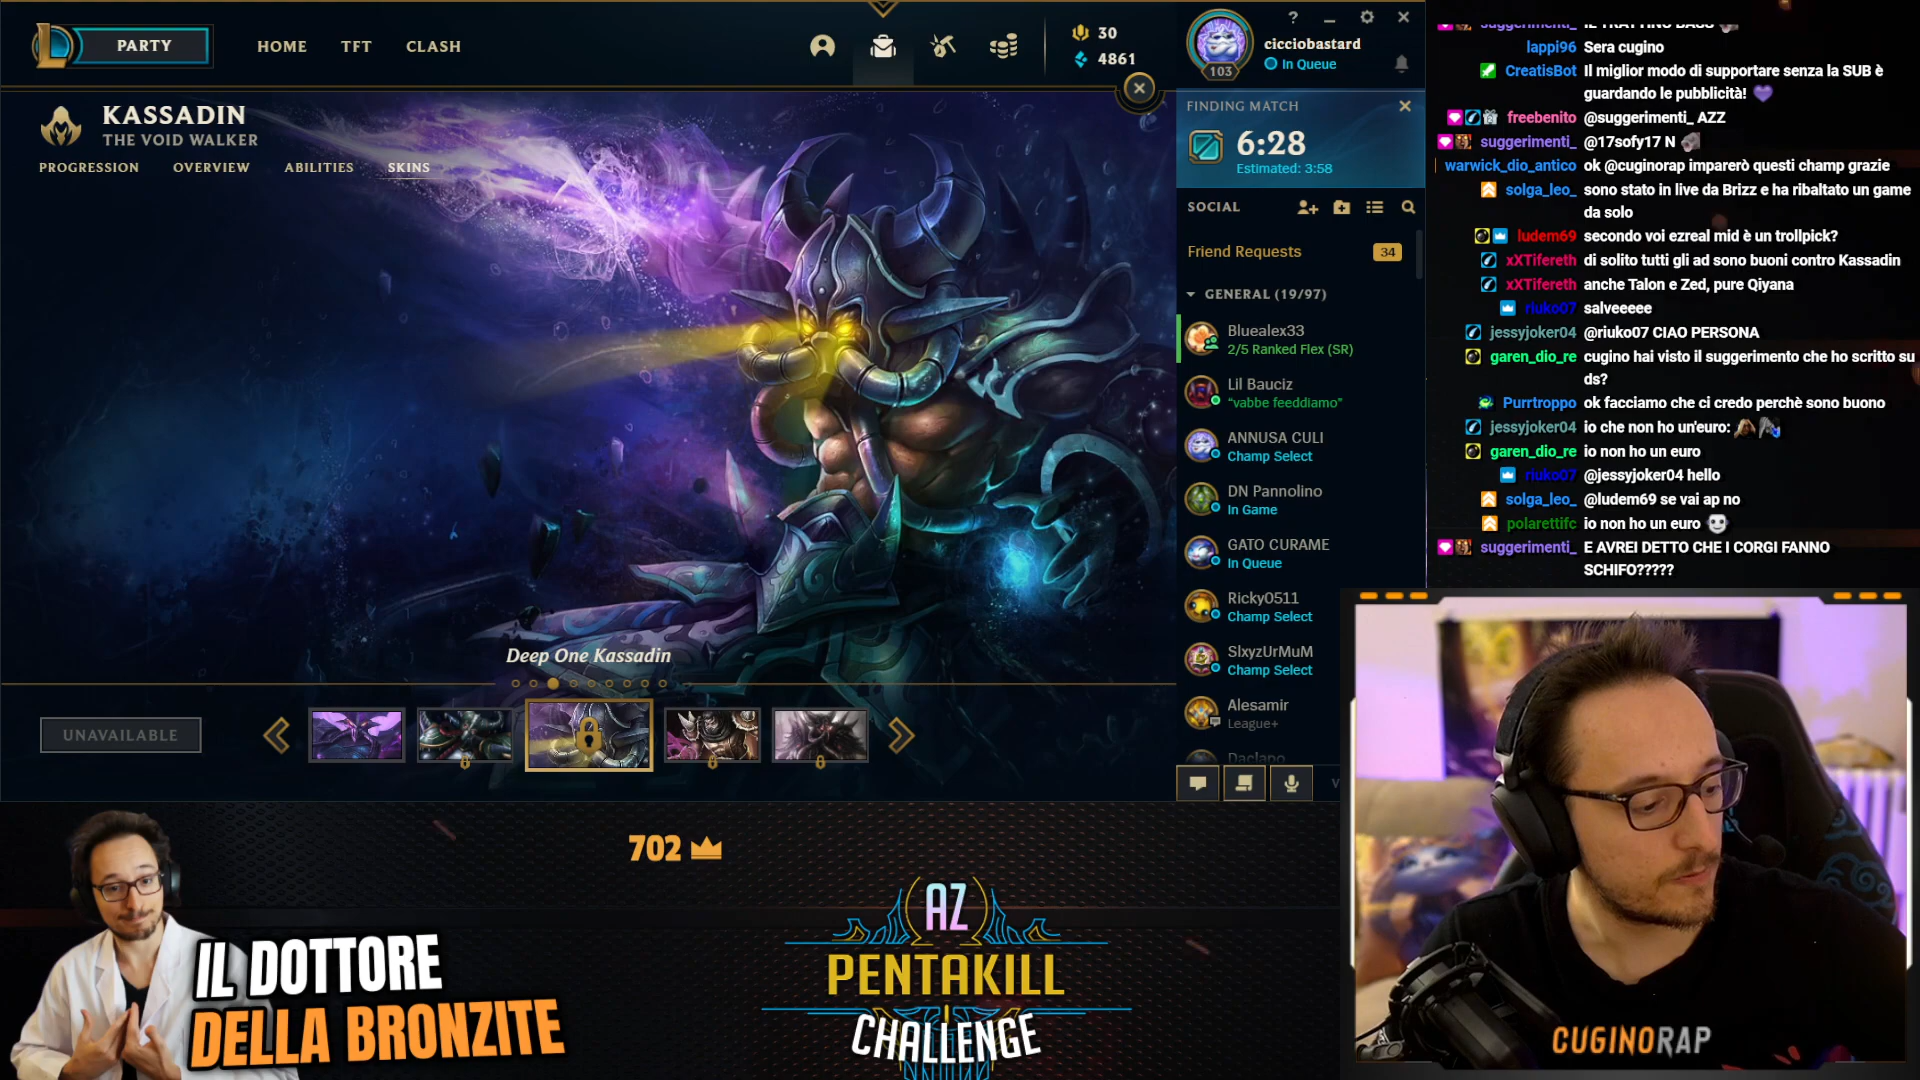 PARTY
HOME
TFT
CLASH
30
4861
103
cicciobastard
In Queue
KASSADIN
THE VOID WALKER
PROGRESSION
OVERVIEW
ABILITIES
SKINS
FINDING MATCH
6:28
Estimated: 3:58
SOCIAL
Friend Requests
34
GENERAL (19/97)
Bluealex33
2/5 Ranked Flex (SR)
Lil Bauciz
“vabbe feeddiamo”
ANNUSA CULI
Champ Select
DN Pannolino
In Game
GATO CURAME
In Queue
Ricky0511
Champ Select
SlxyzUrMuM
Champ Select
Alesamir
League+
Deep One Kassadin
UNAVAILABLE
lappi96 Sera cugino
CreatisBot Il miglior modo di supportare senza la SUB è
guardando le pubblicità!
freebenito @suggerimenti_ AZZ
suggerimenti_ @17sofy17 N
warwick_dio_antico ok @cuginorap imparerò questi champ grazie
solga_leo_ sono stato in live da Brizz e ha ribaltato un game
da solo
ludem69 secondo voi ezreal mid è un trollpick?
xXTifereth di solito tutti gli ad sono buoni contro Kassadin
xXTifereth anche Talon e Zed, pure Qiyana
riuko07 salveeeee
jessyjoker04 @riuko07 CIAO PERSONA
garen_dio_re cugino hai visto il suggerimento che ho scritto su
ds?
Purrtroppo ok facciamo che ci credo perchè sono buono
jessyjoker04 io che non ho un'euro:
garen_dio_re io non ho un euro
riuko07 @jessyjoker04 hello
solga_leo_ @ludem69 se vai ap no
polarettifc io non ho un euro
suggerimenti_ E AVREI DETTO CHE I CORGI FANNO
SCHIFO?????
702
IL DOTTORE
DELLA BRONZITE
AZ
PENTAKILL
CHALLENGE
CUGINORAP